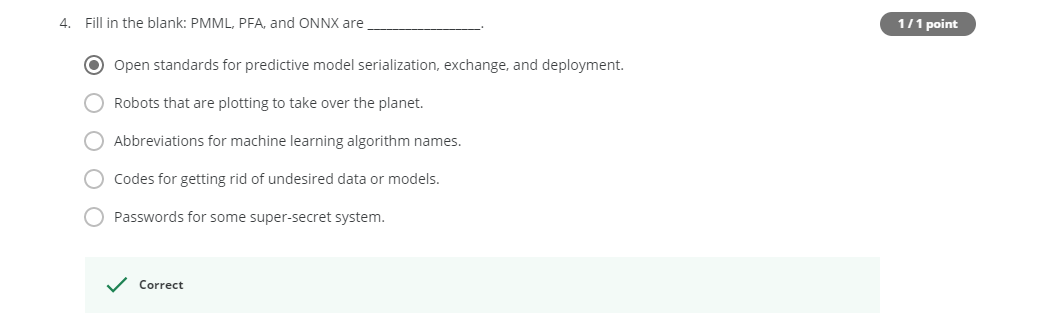 4. Fill in the blank: PMML, PFA, and ONNX are __________________.
1 / 1 point
Open standards for predictive model serialization, exchange, and deployment.
Robots that are plotting to take over the planet.
Abbreviations for machine learning algorithm names.
Codes for getting rid of undesired data or models.
Passwords for some super-secret system.
Correct